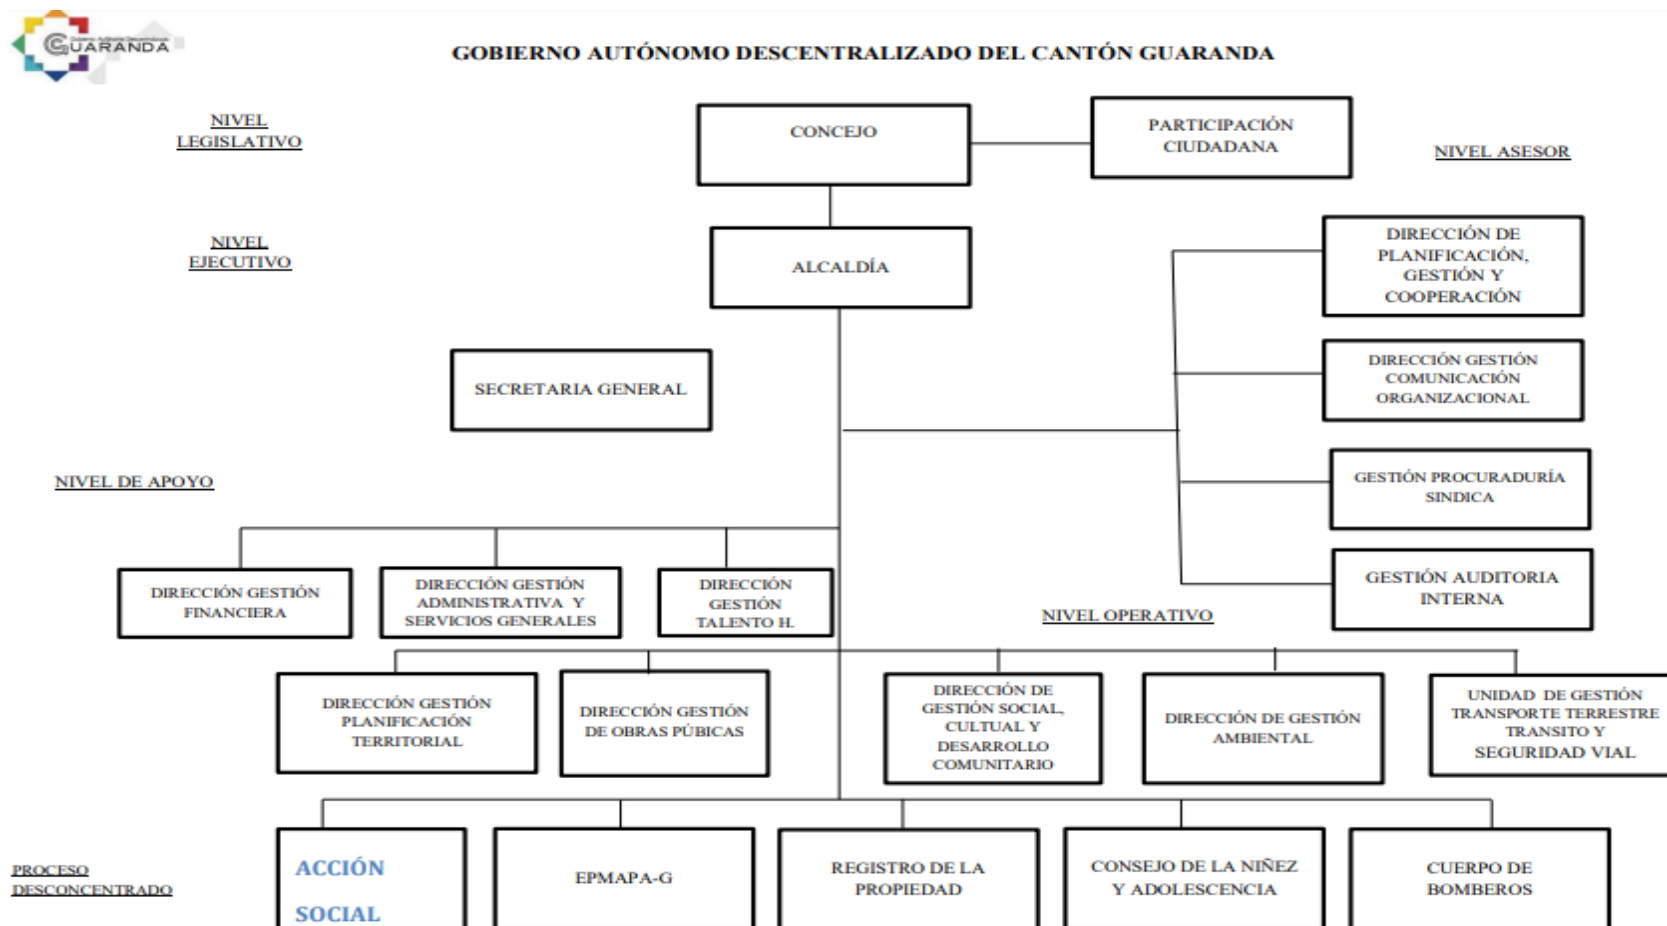 GUARANDA
GOBIERNO AUTÓNOMO DESCENTRALIZADO DEL CANTÓN GUARANDA
NIVEL
LEGISLATIVO
CONCEJO
PARTICIPACIÓN
CIUDADANA
NIVEL ASESOR
NIVEL
EJECUTIVO
ALCALDÍA
DIRECCIÓN DE
PLANIFICACIÓN,
GESTIÓN Y
COOPERACIÓN
SECRETARIA GENERAL
DIRECCIÓN GESTIÓN
COMUNICACIÓN
ORGANIZACIONAL
NIVEL DE APOYO
GESTIÓN PROCURADURÍA
SINDICA
DIRECCIÓN GESTIÓN
FINANCIERA
DIRECCIÓN GESTIÓN
ADMINISTRATIVA Y
SERVICIOS GENERALES
DIRECCIÓN
GESTIÓN
TALENTO H.
GESTIÓN AUDITORIA
INTERNA
NIVEL OPERATIVO
DIRECCIÓN GESTIÓN
PLANIFICACIÓN
TERRITORIAL
DIRECCIÓN GESTIÓN
DE OBRAS PÚBICAS
DIRECCIÓN DE
GESTIÓN SOCIAL,
CULTUAL Y
DESARROLLO
COMUNITARIO
DIRECCIÓN DE GESTIÓN
AMBIENTAL
UNIDAD DE GESTIÓN
TRANSPORTE TERRESTRE
TRANSITO Y
SEGURIDAD VIAL
PROCESO
DESCONCENTRADO
ACCIÓN
SOCIAL
EPMAPA-G
REGISTRO DE LA
PROPIEDAD
CONSEJO DE LA NIÑEZ
Y ADOLESCENCIA
CUERPO DE
BOMBEROS